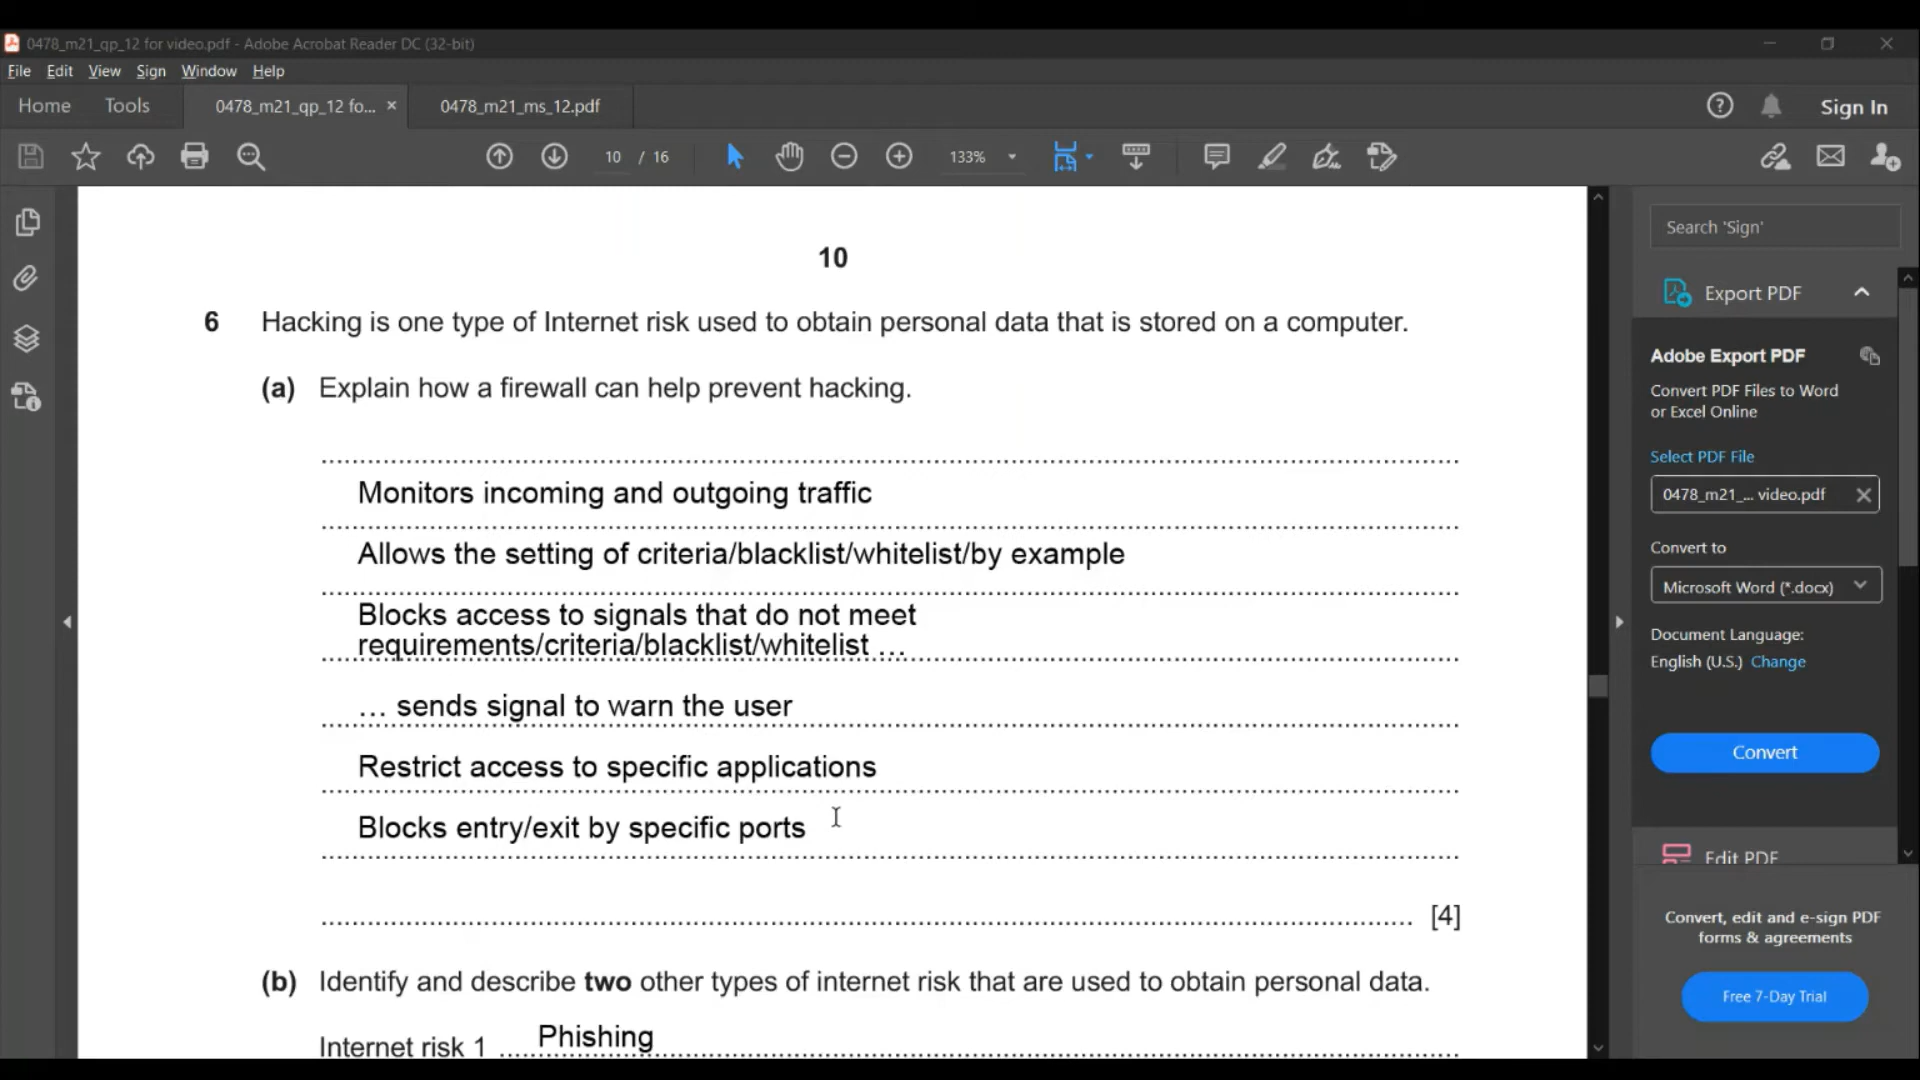 0478_m21_qp_12 for video.pdf - Adobe Acrobat Reader DC (32-bit)
File Edit View Sign Window Help
Home Tools 0478_m21_qp_12 fo... × 0478_m21_ms_12.pdf Sign In
10 / 16 133%
10
6 Hacking is one type of Internet risk used to obtain personal data that is stored on a computer.
(a) Explain how a firewall can help prevent hacking.
Monitors incoming and outgoing traffic
Allows the setting of criteria/blacklist/whitelist/by example
Blocks access to signals that do not meet
requirements/criteria/blacklist/whitelist …
… sends signal to warn the user
Restrict access to specific applications
Blocks entry/exit by specific ports
[4]
(b) Identify and describe two other types of internet risk that are used to obtain personal data.
Internet risk 1 Phishing
Search 'Sign'
Export PDF
Adobe Export PDF
Convert PDF Files to Word
or Excel Online
Select PDF File
0478_m21_... video.pdf
Convert to
Microsoft Word (*.docx)
Document Language:
English (U.S.) Change
Convert
Edit PDF
Convert, edit and e-sign PDF
forms & agreements
Free 7-Day Trial